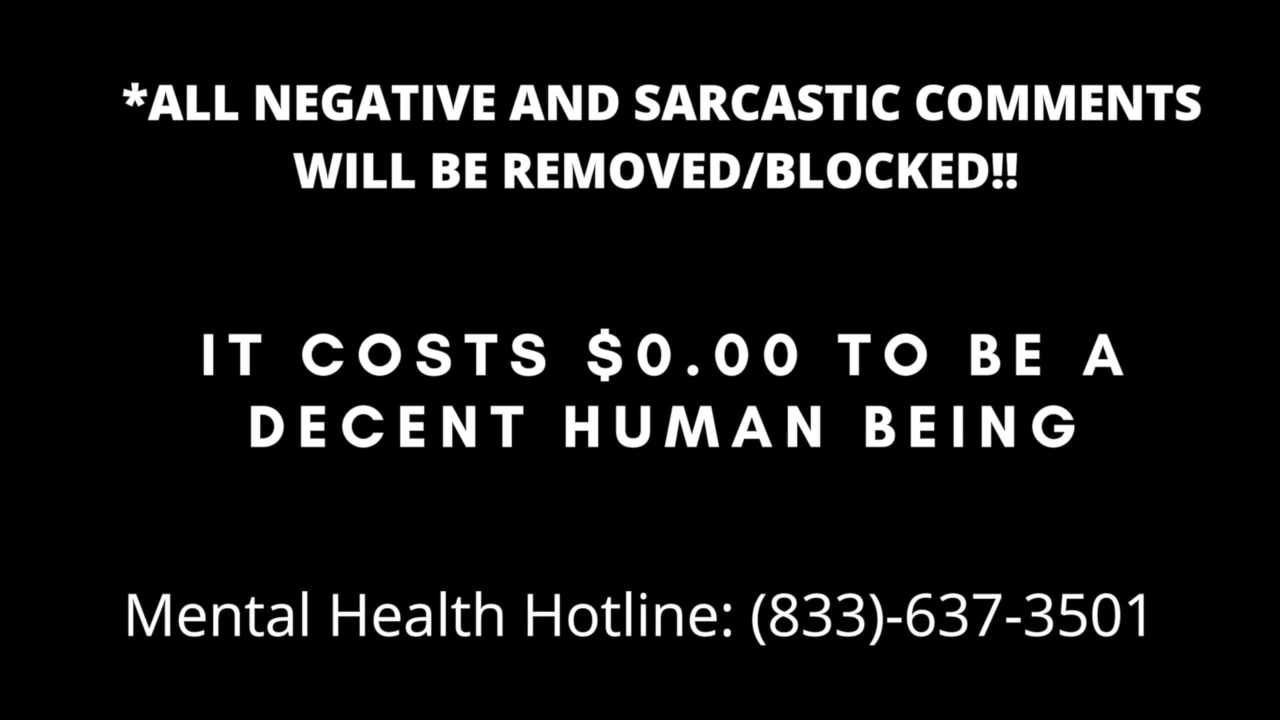 *ALL NEGATIVE AND SARCASTIC COMMENTS
WILL BE REMOVED/BLOCKED!!
IT COSTS $0.00 TO BE A
DECENT HUMAN BEING
Mental Health Hotline: (833)-637-3501